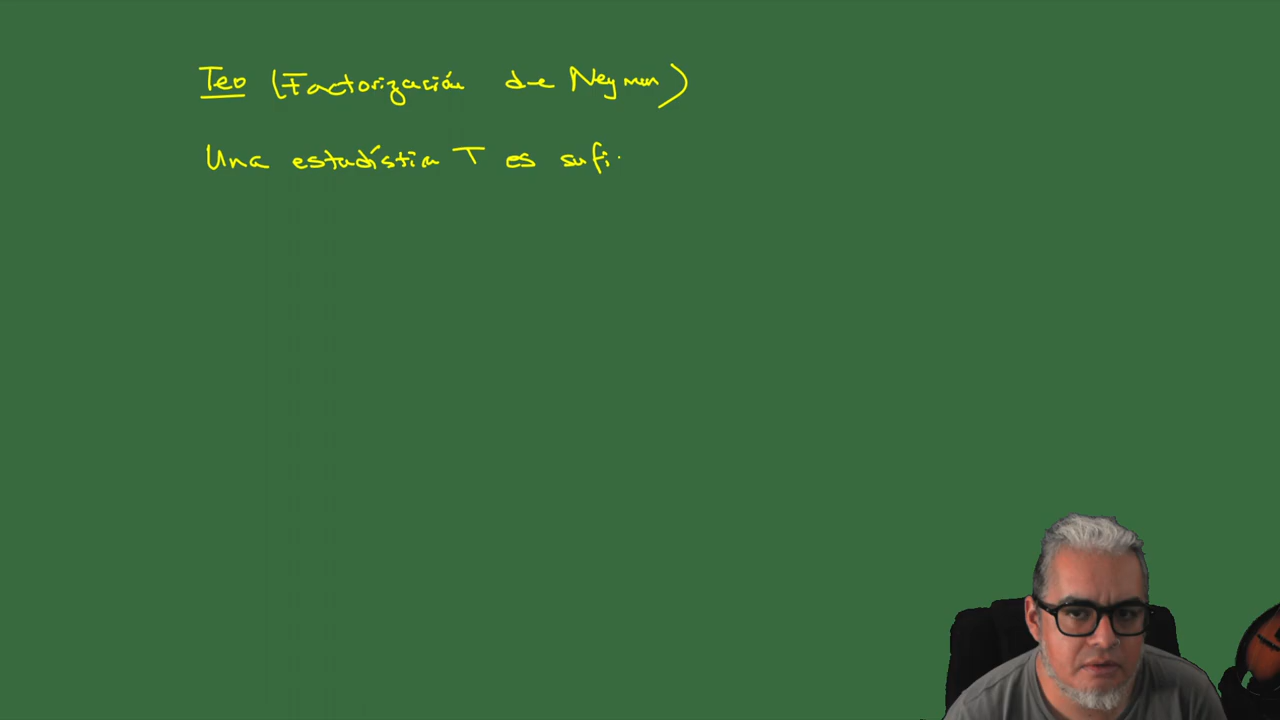 Teo (Factorización de Neyman)
Una estadística T es sufi